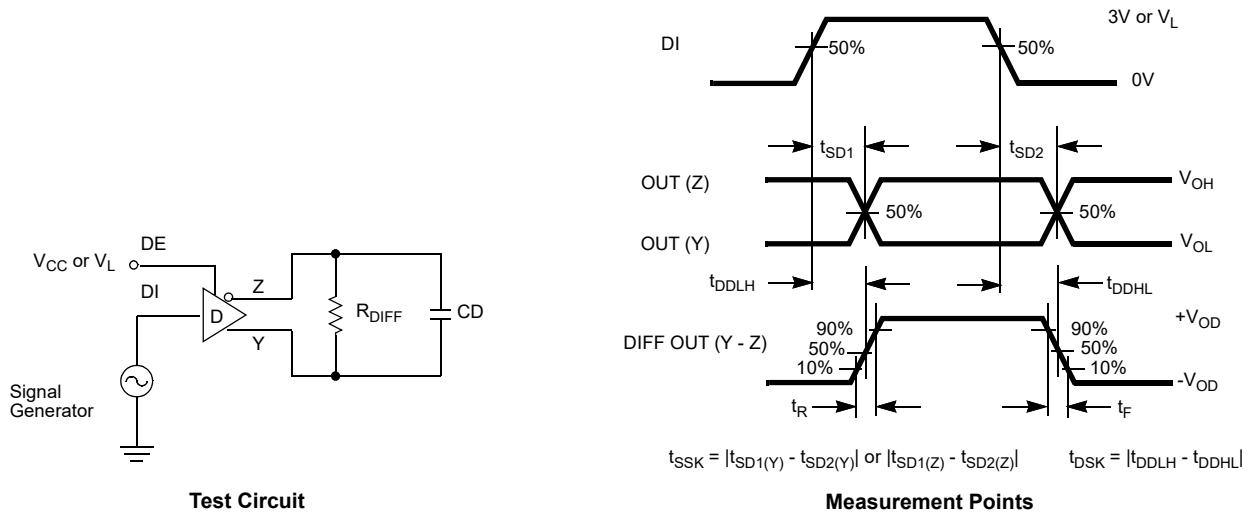 DE
V_CC or V_L
DI
Z
D
Y
R_DIFF
CD
Signal
Generator
Test Circuit
3V or V_L
DI
50%
50%
0V
t_SD1
t_SD2
OUT (Z)
V_OH
50%
50%
OUT (Y)
V_OL
t_DDLH
t_DDHL
+V_OD
90%
90%
DIFF OUT (Y - Z)
50%
50%
10%
10%
-V_OD
t_R
t_F
t_SSK = |t_SD1(Y) - t_SD2(Y)| or |t_SD1(Z) - t_SD2(Z)|
t_DSK = |t_DDLH - t_DDHL|
Measurement Points